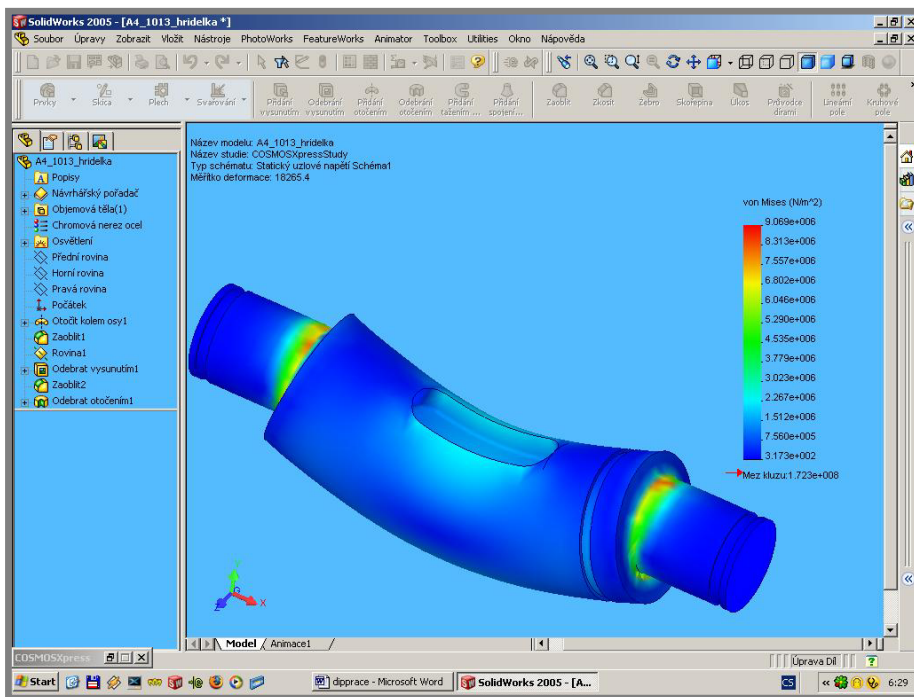 SolidWorks 2005 - [A4_1013_hridelka *]
Soubor Úpravy Zobrazit Vložit Nástroje PhotoWorks FeatureWorks Animator Toolbox Utilities Okno Nápověda
Prvky Skica Plech Svařování Přidání vysunutím Odebrání vysunutím Přidání otočením Odebrání otočením Přidání tažením ... Přidání spojení... Zaoblit Zkosit Žebro Skořepina Úkos Průvodce dírami Lineární pole Kruhové pole
A4_1013_hridelka
Popisy
Návrhářský pořadač
Objemová těla(1)
Chromová nerez ocel
Osvětlení
Přední rovina
Horní rovina
Pravá rovina
Počátek
Otočit kolem osy1
Zaoblit1
Rovina1
Odebrat vysunutím1
Zaoblit2
Odebrat otočením1
Název modelu: A4_1013_hridelka
Název studie: COSMOSXpressStudy
Typ schématu: Statický uzlové napětí Schéma1
Měřítko deformace: 18265.4
von Mises (N/m^2)
9.069e+006
8.313e+006
7.557e+006
6.802e+006
6.046e+006
5.290e+006
4.535e+006
3.779e+006
3.023e+006
2.267e+006
1.512e+006
7.560e+005
3.173e+002
Mez kluzu:1.723e+008
Y
X
Z
Model Animace1
COSMOSXpress
Úprava Díl
Start
dipprace - Microsoft Word
SolidWorks 2005 - [A...
CS
6:29